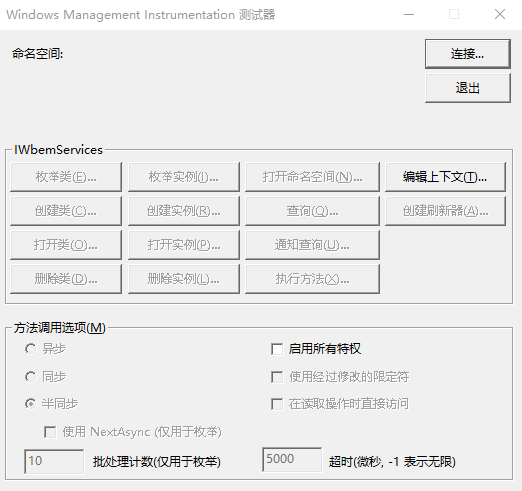 Windows Management Instrumentation 测试器
命名空间:
连接...
退出
IWbemServices
枚举类(E)... 枚举实例(I)... 打开命名空间(N)... 编辑上下文(T)...
创建类(C)... 创建实例(R)... 查询(Q)... 创建刷新器(A)...
打开类(O)... 打开实例(P)... 通知查询(U)...
删除类(D)... 删除实例(L)... 执行方法(X)...
方法调用选项(M)
异步 启用所有特权
同步 使用经过修改的限定符
半同步 在读取操作时直接访问
使用 NextAsync (仅用于枚举)
10 批处理计数(仅用于枚举) 5000 超时(微秒, -1 表示无限)